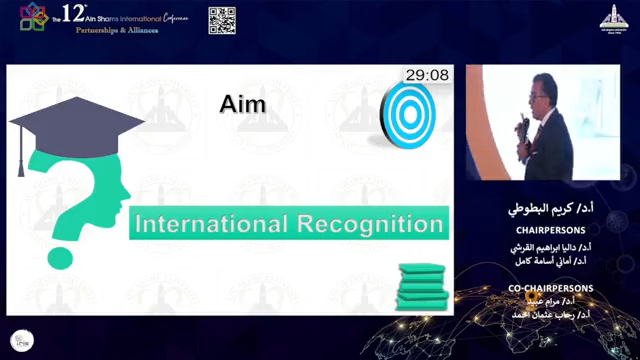 The 12th Ain Shams International Conference
Partnerships & Alliances
29:08
Aim
International Recognition
أ.د/ كريم البطوطي
CHAIRPERSONS
أ.د/ داليا ابراهيم القرشي
أ.د/ أماني أسامة كامل
CO-CHAIRPERSONS
أ.د/ مرام عبيد
أ.د/ رحاب عثمان احمد